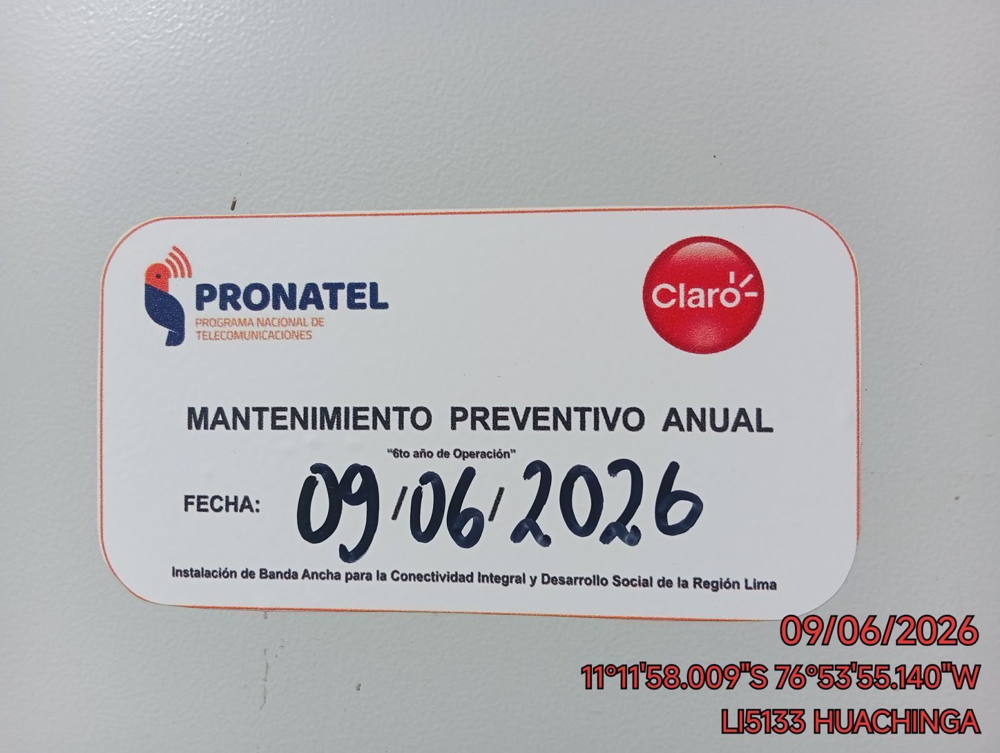 PRONATEL
PROGRAMA NACIONAL DE
TELECOMUNICACIONES
Claro
MANTENIMIENTO PREVENTIVO ANUAL
"6to año de Operación"
FECHA: 09/06/2026
Instalación de Banda Ancha para la Conectividad Integral y Desarrollo Social de la Región Lima
09/06/2026
11°11'58.009"S 76°53'55.140"W
LI5133 HUACHINGA